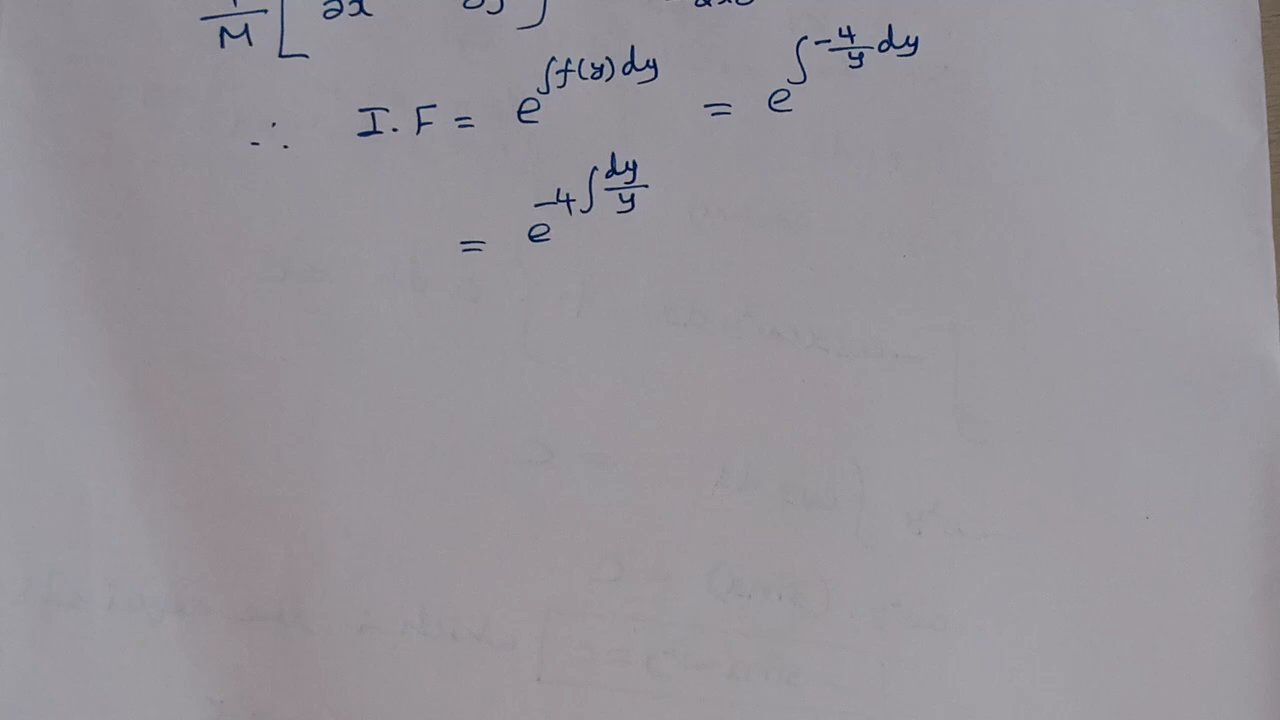 1/M [ ∂x ∂y ]
∴ I.F = e^{∫f(y)dy} = e^{∫-4/y dy}
= e^{-4∫dy/y}